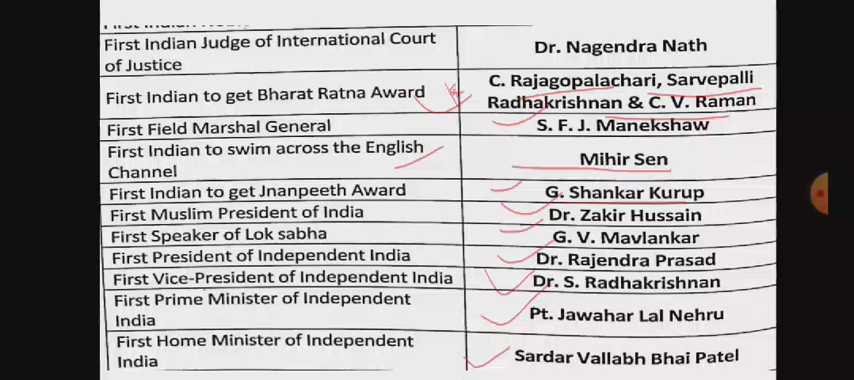 First Indian Judge of International Court
of Justice
Dr. Nagendra Nath
First Indian to get Bharat Ratna Award
C. Rajagopalachari, Sarvepalli
Radhakrishnan & C. V. Raman
First Field Marshal General
S. F. J. Manekshaw
First Indian to swim across the English
Channel
Mihir Sen
First Indian to get Jnanpeeth Award
G. Shankar Kurup
First Muslim President of India
Dr. Zakir Hussain
First Speaker of Lok sabha
G. V. Mavlankar
First President of Independent India
Dr. Rajendra Prasad
First Vice-President of Independent India
Dr. S. Radhakrishnan
First Prime Minister of Independent
India
Pt. Jawahar Lal Nehru
First Home Minister of Independent
India
Sardar Vallabh Bhai Patel